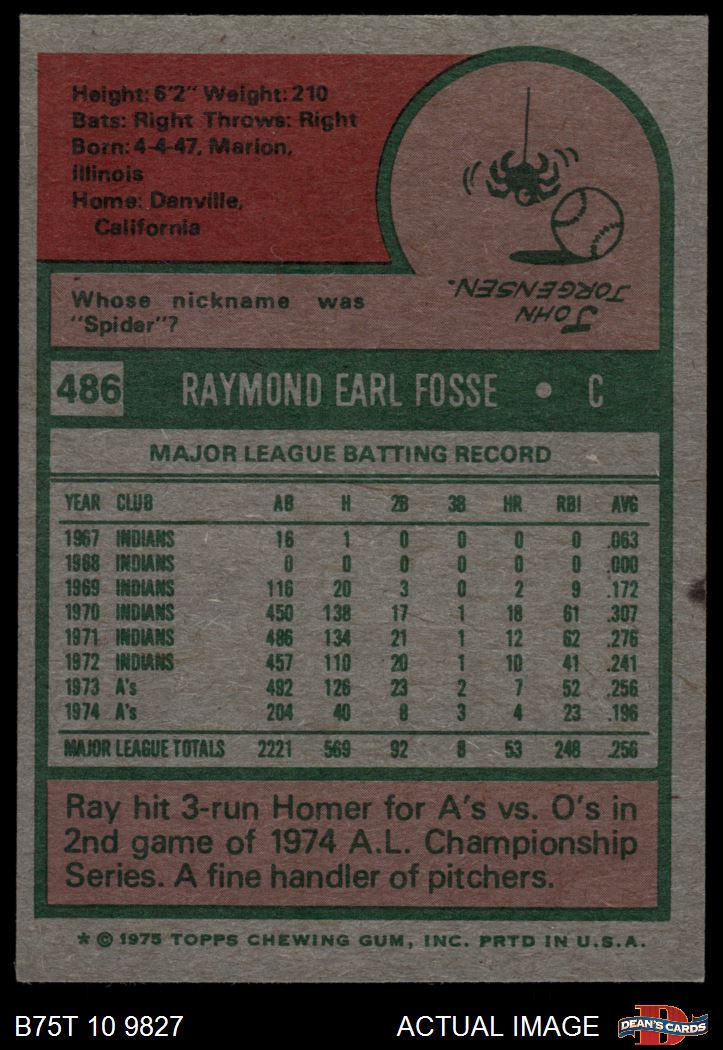 Height: 6'2" Weight: 210
Bats: Right Throws: Right
Born: 4-4-47, Marion,
Illinois
Home: Danville,
California
JOHN
JORGENSEN.
Whose nickname was
"Spider"?
486 RAYMOND EARL FOSSE • C
MAJOR LEAGUE BATTING RECORD
YEAR CLUB AB H 2B 3B HR RBI AVG
1967 INDIANS 16 1 0 0 0 0 .063
1968 INDIANS 0 0 0 0 0 0 .000
1969 INDIANS 116 20 3 0 2 9 .172
1970 INDIANS 450 138 17 1 18 61 .307
1971 INDIANS 486 134 21 1 12 62 .276
1972 INDIANS 457 110 20 1 10 41 .241
1973 A's 492 126 23 2 7 52 .256
1974 A's 204 40 8 3 4 23 .196
MAJOR LEAGUE TOTALS 2221 569 92 8 53 248 .256
Ray hit 3-run Homer for A's vs. O's in
2nd game of 1974 A.L. Championship
Series. A fine handler of pitchers.
* © 1975 TOPPS CHEWING GUM, INC. PRTD IN U.S.A.
B75T 10 9827 ACTUAL IMAGE D DEAN'S CARDS